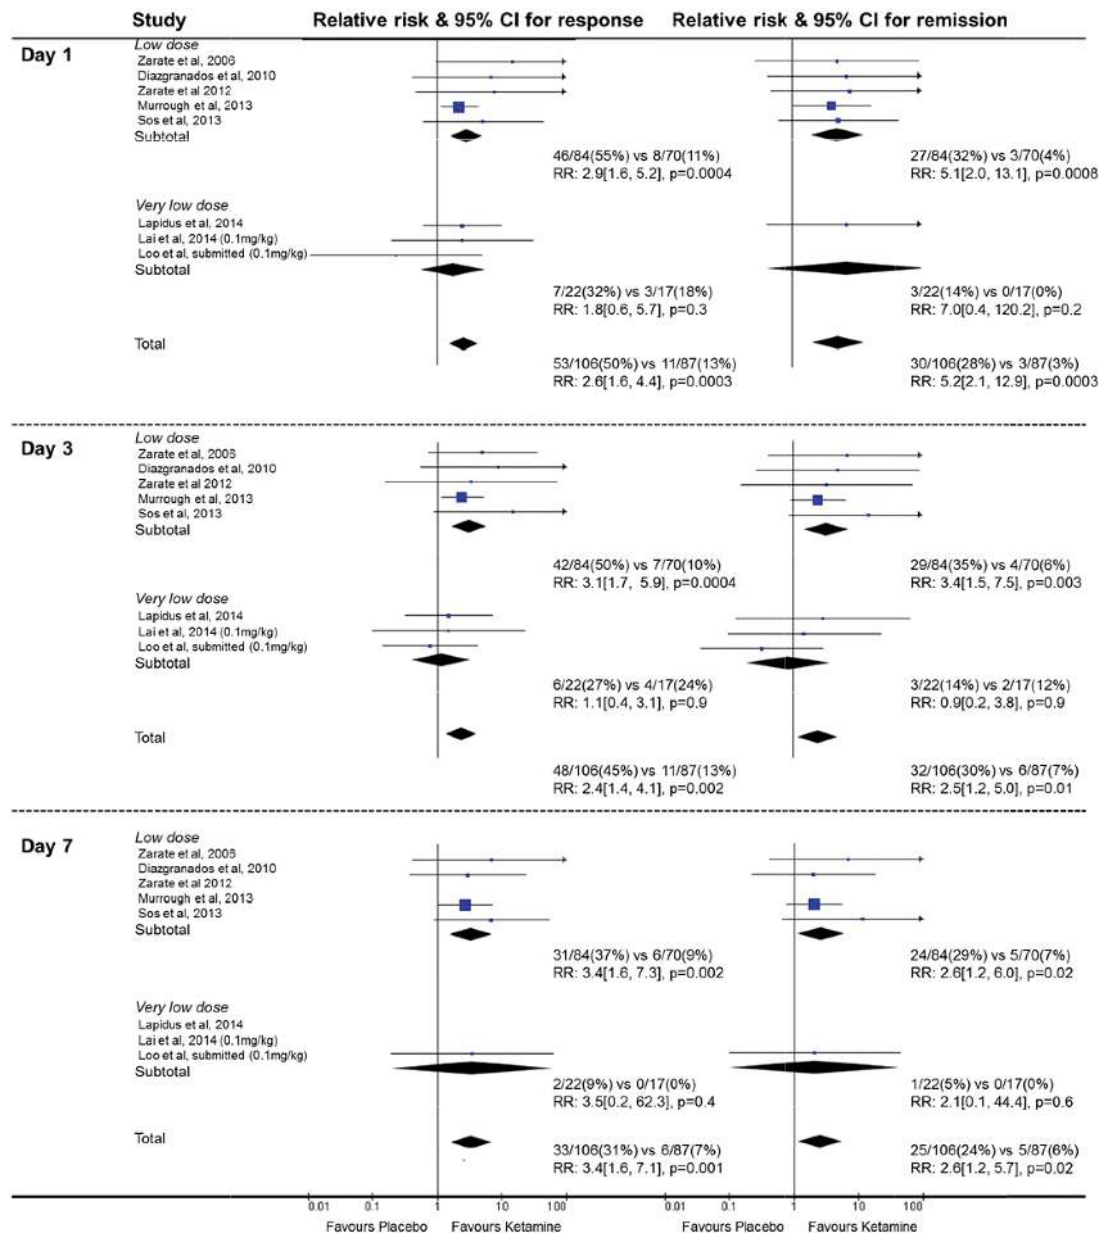 Study Relative risk & 95% CI for response Relative risk & 95% CI for remission
Day 1
Low dose
Zarate et al, 2006
Diazgranados et al, 2010
Zarate et al 2012
Murrough et al, 2013
Sos et al, 2013
Subtotal
46/84(55%) vs 8/70(11%) 27/84(32%) vs 3/70(4%)
RR: 2.9[1.6, 5.2], p=0.0004 RR: 5.1[2.0, 13.1], p=0.0008
Very low dose
Lapidus et al, 2014
Lai et al, 2014 (0.1mg/kg)
Loo et al, submitted (0.1mg/kg)
Subtotal
7/22(32%) vs 3/17(18%) 3/22(14%) vs 0/17(0%)
RR: 1.8[0.6, 5.7], p=0.3 RR: 7.0[0.4, 120.2], p=0.2
Total
53/106(50%) vs 11/87(13%) 30/106(28%) vs 3/87(3%)
RR: 2.6[1.6, 4.4], p=0.0003 RR: 5.2[2.1, 12.9], p=0.0003
Day 3
Low dose
Zarate et al, 2006
Diazgranados et al, 2010
Zarate et al 2012
Murrough et al, 2013
Sos et al, 2013
Subtotal
42/84(50%) vs 7/70(10%) 29/84(35%) vs 4/70(6%)
RR: 3.1[1.7, 5.9], p=0.0004 RR: 3.4[1.5, 7.5], p=0.003
Very low dose
Lapidus et al, 2014
Lai et al, 2014 (0.1mg/kg)
Loo et al, submitted (0.1mg/kg)
Subtotal
6/22(27%) vs 4/17(24%) 3/22(14%) vs 2/17(12%)
RR: 1.1[0.4, 3.1], p=0.9 RR: 0.9[0.2, 3.8], p=0.9
Total
48/106(45%) vs 11/87(13%) 32/106(30%) vs 6/87(7%)
RR: 2.4[1.4, 4.1], p=0.002 RR: 2.5[1.2, 5.0], p=0.01
Day 7
Low dose
Zarate et al, 2006
Diazgranados et al, 2010
Zarate et al 2012
Murrough et al, 2013
Sos et al, 2013
Subtotal
31/84(37%) vs 6/70(9%) 24/84(29%) vs 5/70(7%)
RR: 3.4[1.6, 7.3], p=0.002 RR: 2.6[1.2, 6.0], p=0.02
Very low dose
Lapidus et al, 2014
Lai et al, 2014 (0.1mg/kg)
Loo et al, submitted (0.1mg/kg)
Subtotal
2/22(9%) vs 0/17(0%) 1/22(5%) vs 0/17(0%)
RR: 3.5[0.2, 62.3], p=0.4 RR: 2.1[0.1, 44.4], p=0.6
Total
33/106(31%) vs 6/87(7%) 25/106(24%) vs 5/87(6%)
RR: 3.4[1.6, 7.1], p=0.001 RR: 2.6[1.2, 5.7], p=0.02
0.01 0.1 1 10 100 0.01 0.1 1 10 100
Favours Placebo Favours Ketamine Favours Placebo Favours Ketamine